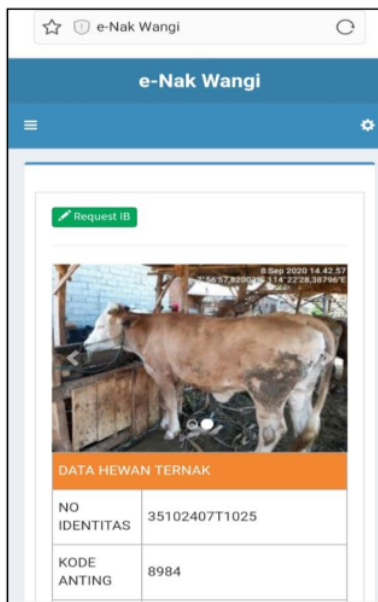 e-Nak Wangi
e-Nak Wangi
Request IB
8 Sep 2020 14.42.57
DATA HEWAN TERNAK
NO IDENTITAS
35102407T1025
KODE ANTING
8984